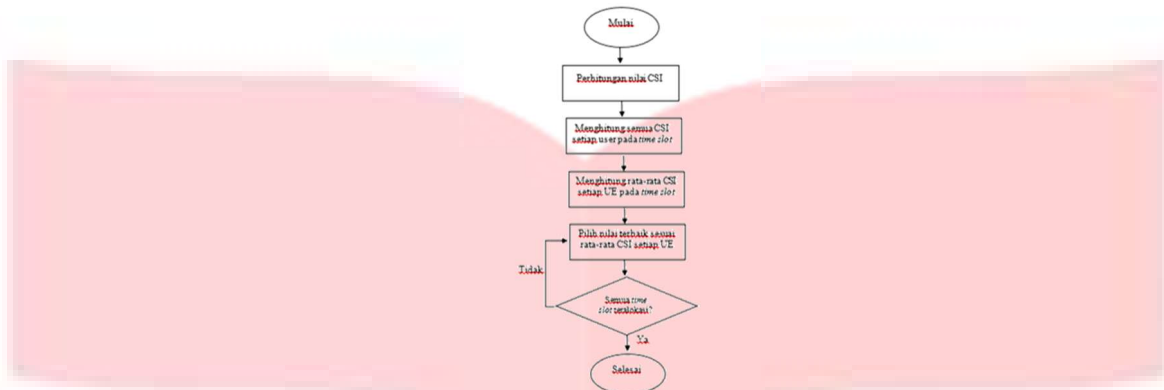 Mulai
Perhitungan nilai CSI
Menghitung semua CSI
setiap user pada time slot
Menghitung rata-rata CSI
setiap UE pada time slot
Pilih nilai terbaik sesuai
rata-rata CSI setiap UE
Tidak
Semua time
slot teralokasi?
Ya
Selesai